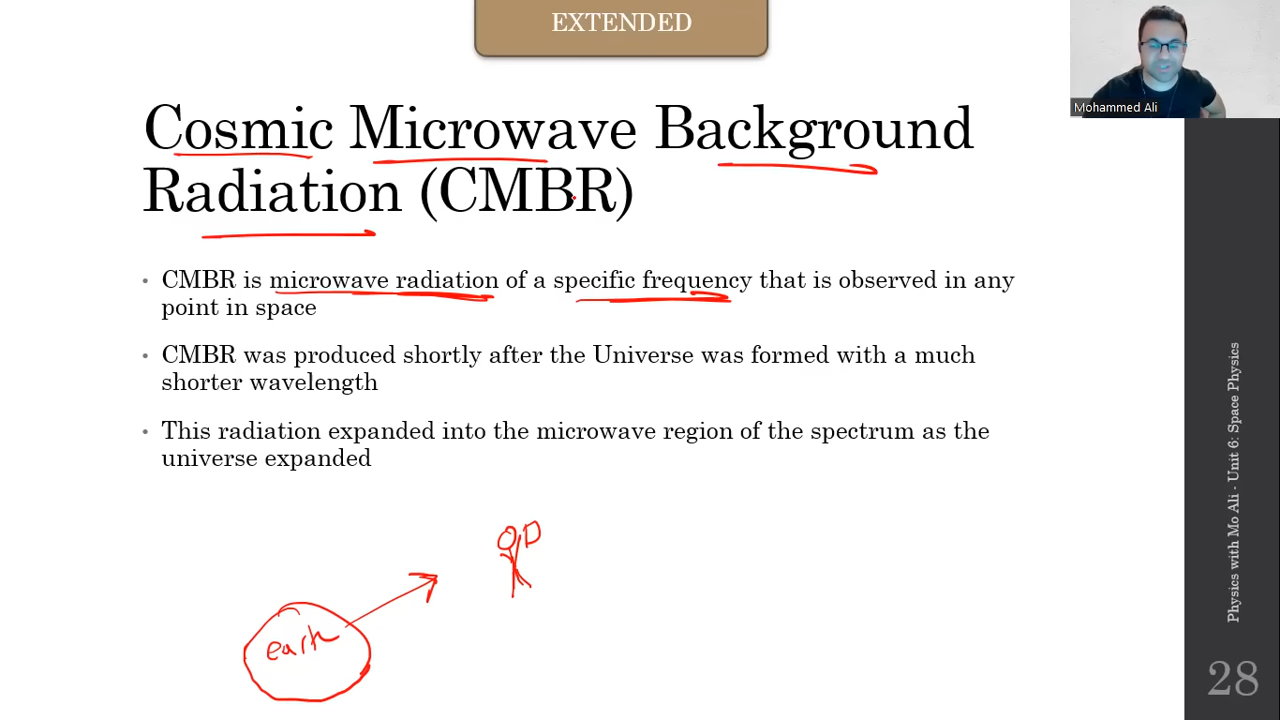 EXTENDED
Mohammed Ali
Cosmic Microwave Background
Radiation (CMBR)
• CMBR is microwave radiation of a specific frequency that is observed in any
point in space
• CMBR was produced shortly after the Universe was formed with a much
shorter wavelength
• This radiation expanded into the microwave region of the spectrum as the
universe expanded
earth
Physics with Mo Ali - Unit 6: Space Physics
28